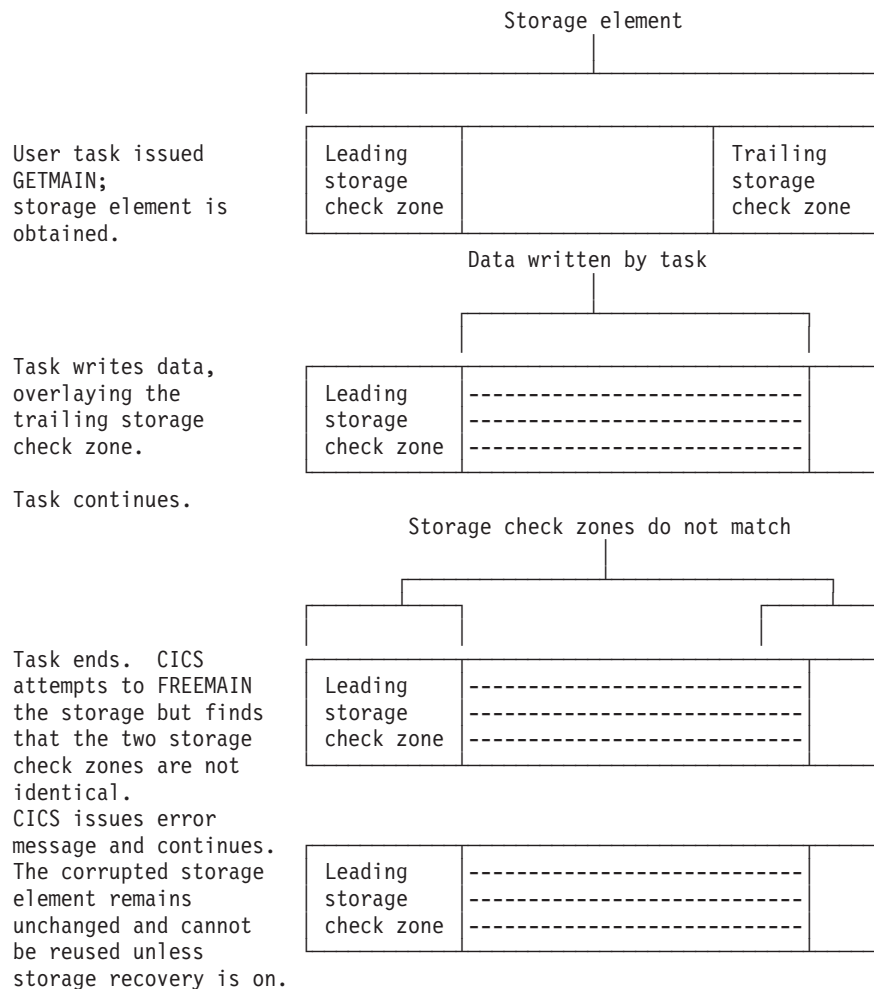 Storage element
User task issued
GETMAIN;
storage element is
obtained.
Leading
storage
check zone
Trailing
storage
check zone
Data written by task
Task writes data,
overlaying the
trailing storage
check zone.
Task continues.
Leading
storage
check zone
Storage check zones do not match
Task ends.  CICS
attempts to FREEMAIN
the storage but finds
that the two storage
check zones are not
identical.
Leading
storage
check zone
CICS issues error
message and continues.
The corrupted storage
element remains
unchanged and cannot
be reused unless
storage recovery is on.
Leading
storage
check zone